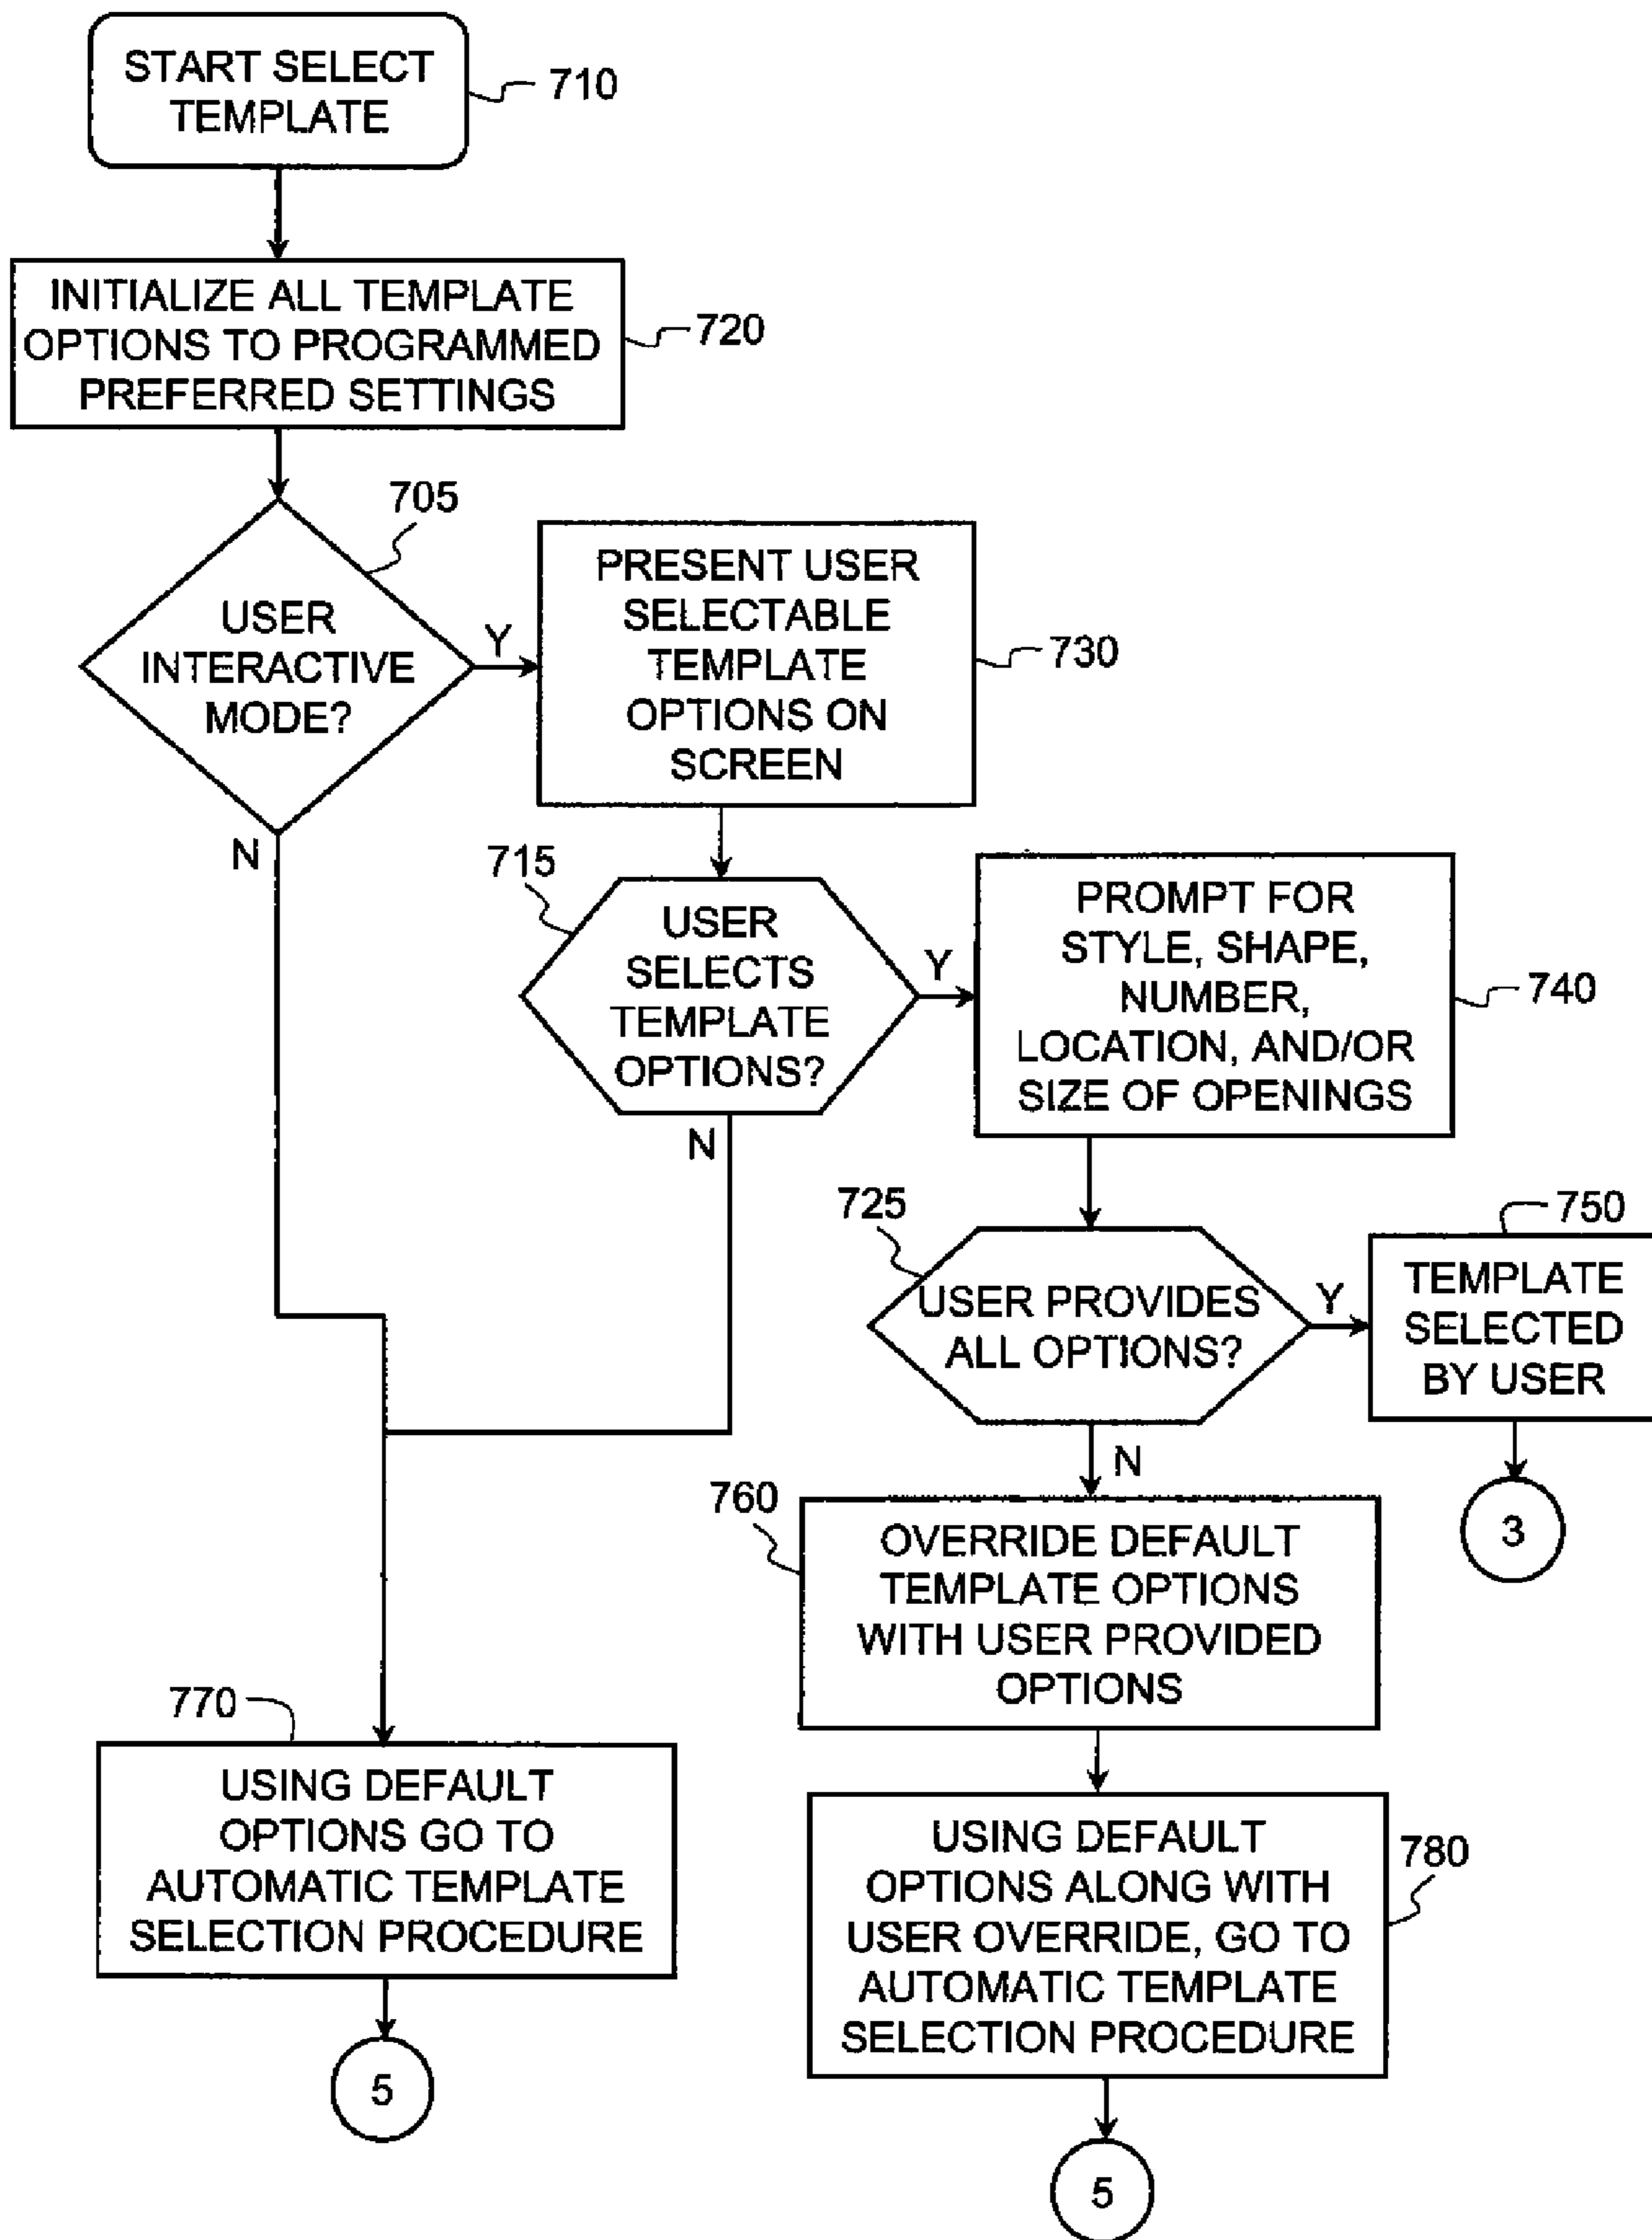 START SELECT
TEMPLATE
710
INITIALIZE ALL TEMPLATE
OPTIONS TO PROGRAMMED
PREFERRED SETTINGS
720
705
USER
INTERACTIVE
MODE?
Y
N
PRESENT USER
SELECTABLE
TEMPLATE
OPTIONS ON
SCREEN
730
715
USER
SELECTS
TEMPLATE
OPTIONS?
Y
N
PROMPT FOR
STYLE, SHAPE,
NUMBER,
LOCATION, AND/OR
SIZE OF OPENINGS
740
725
USER PROVIDES
ALL OPTIONS?
Y
N
750
TEMPLATE
SELECTED
BY USER
3
760
OVERRIDE DEFAULT
TEMPLATE OPTIONS
WITH USER PROVIDED
OPTIONS
770
USING DEFAULT
OPTIONS GO TO
AUTOMATIC TEMPLATE
SELECTION PROCEDURE
5
780
USING DEFAULT
OPTIONS ALONG WITH
USER OVERRIDE, GO TO
AUTOMATIC TEMPLATE
SELECTION PROCEDURE
5